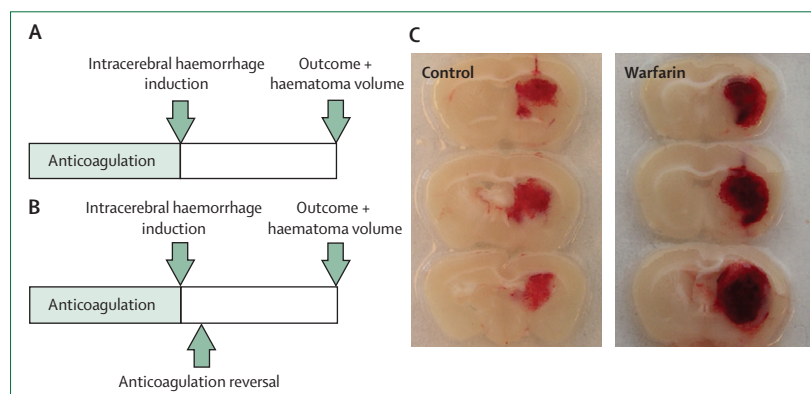 A
Intracerebral haemorrhage
induction
Outcome +
haematoma volume
Anticoagulation
B
Intracerebral haemorrhage
induction
Outcome +
haematoma volume
Anticoagulation
Anticoagulation reversal
C
Control
Warfarin